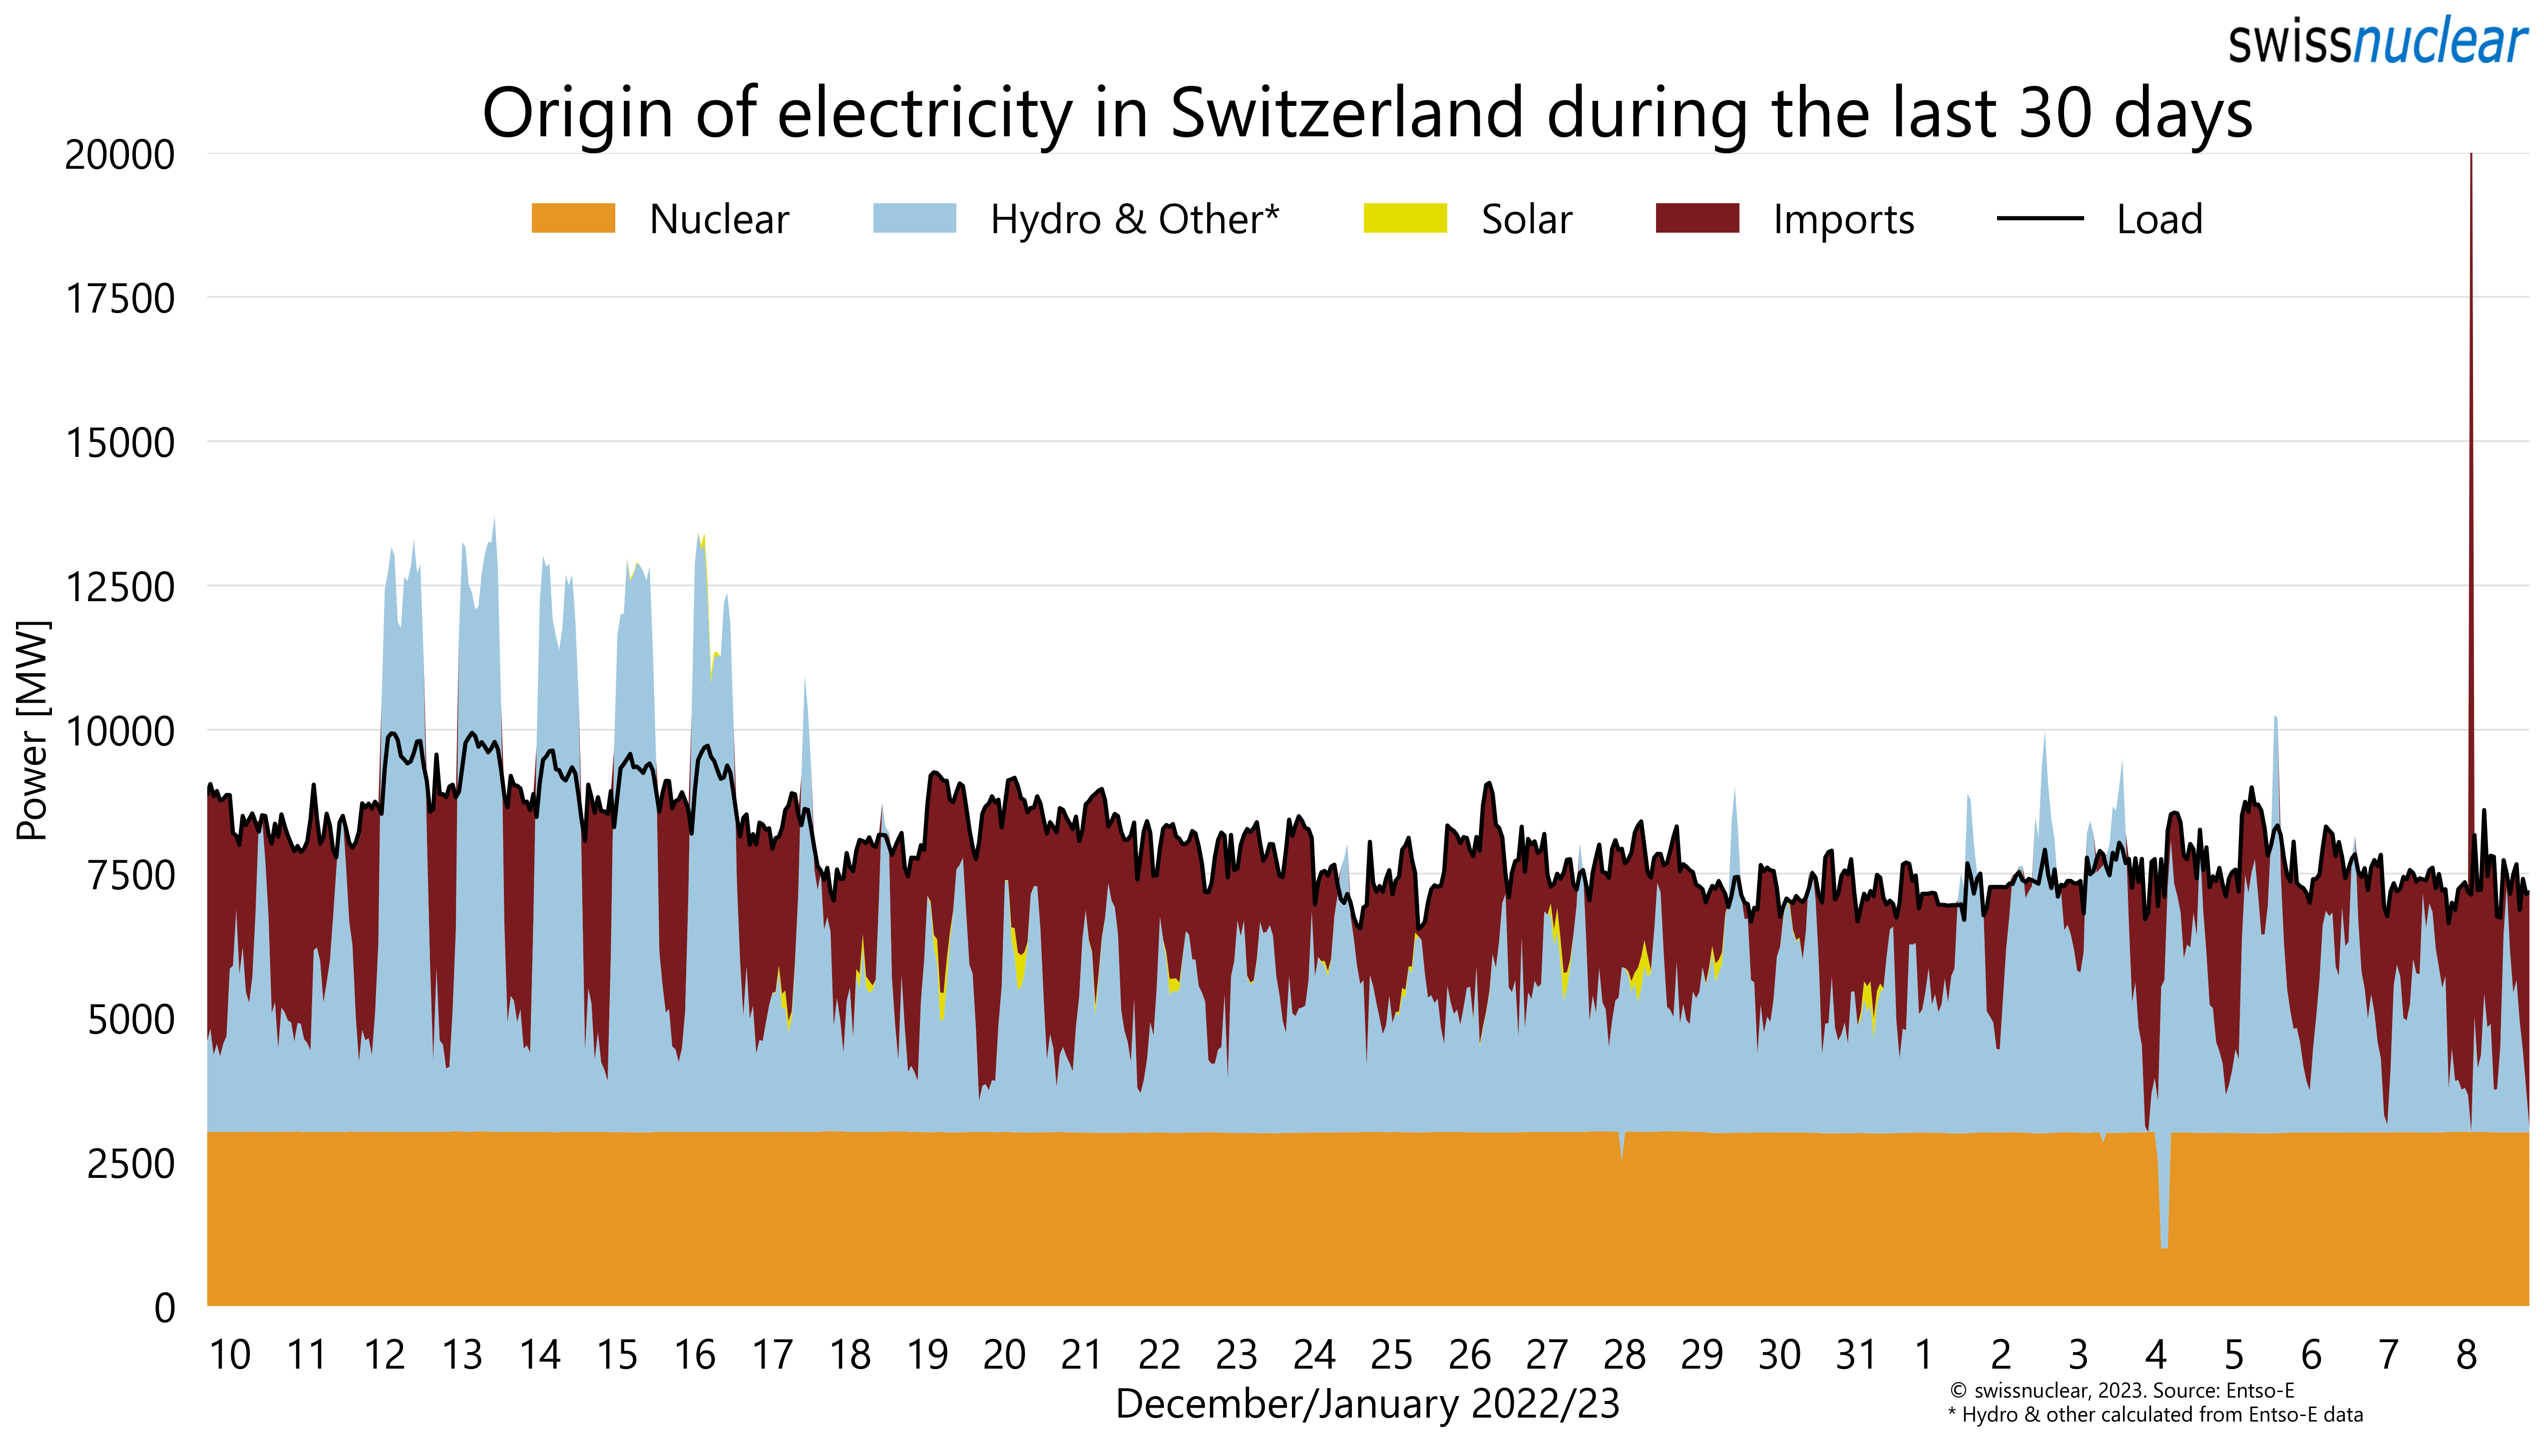 swissnuclear
Origin of electricity in Switzerland during the last 30 days
Nuclear Hydro & Other* Solar Imports Load
20000
17500
15000
12500
10000
7500
5000
2500
0
Power [MW]
10 11 12 13 14 15 16 17 18 19 20 21 22 23 24 25 26 27 28 29 30 31 1 2 3 4 5 6 7 8
December/January 2022/23
© swissnuclear, 2023. Source: Entso-E
* Hydro & other calculated from Entso-E data